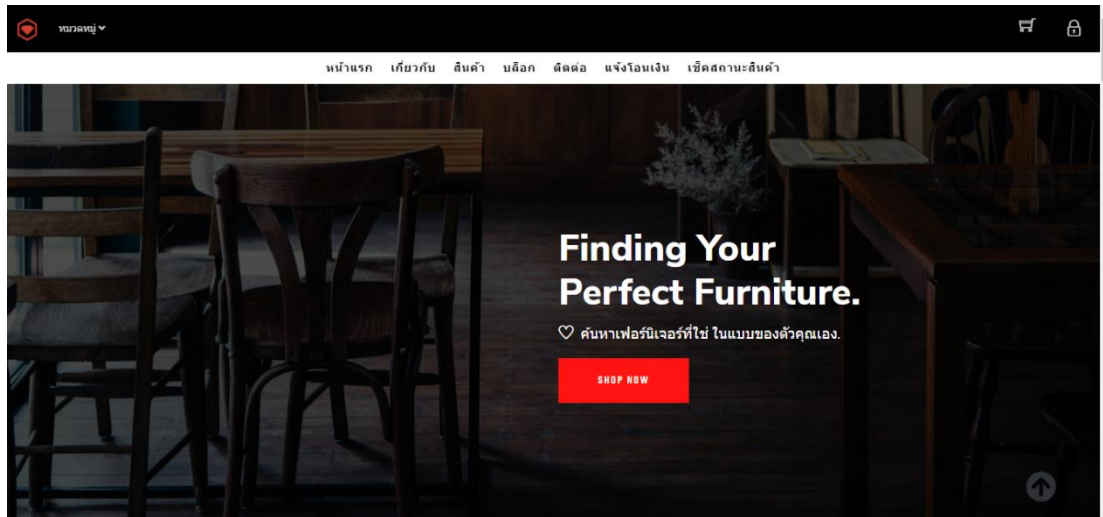 หมวดหมู่
หน้าแรก เกี่ยวกับ สินค้า บล็อก ติดต่อ แจ้งโอนเงิน เช็คสถานะสินค้า
Finding Your
Perfect Furniture.
ค้นหาเฟอร์นิเจอร์ที่ใช่ ในแบบของตัวคุณเอง.
SHOP NOW